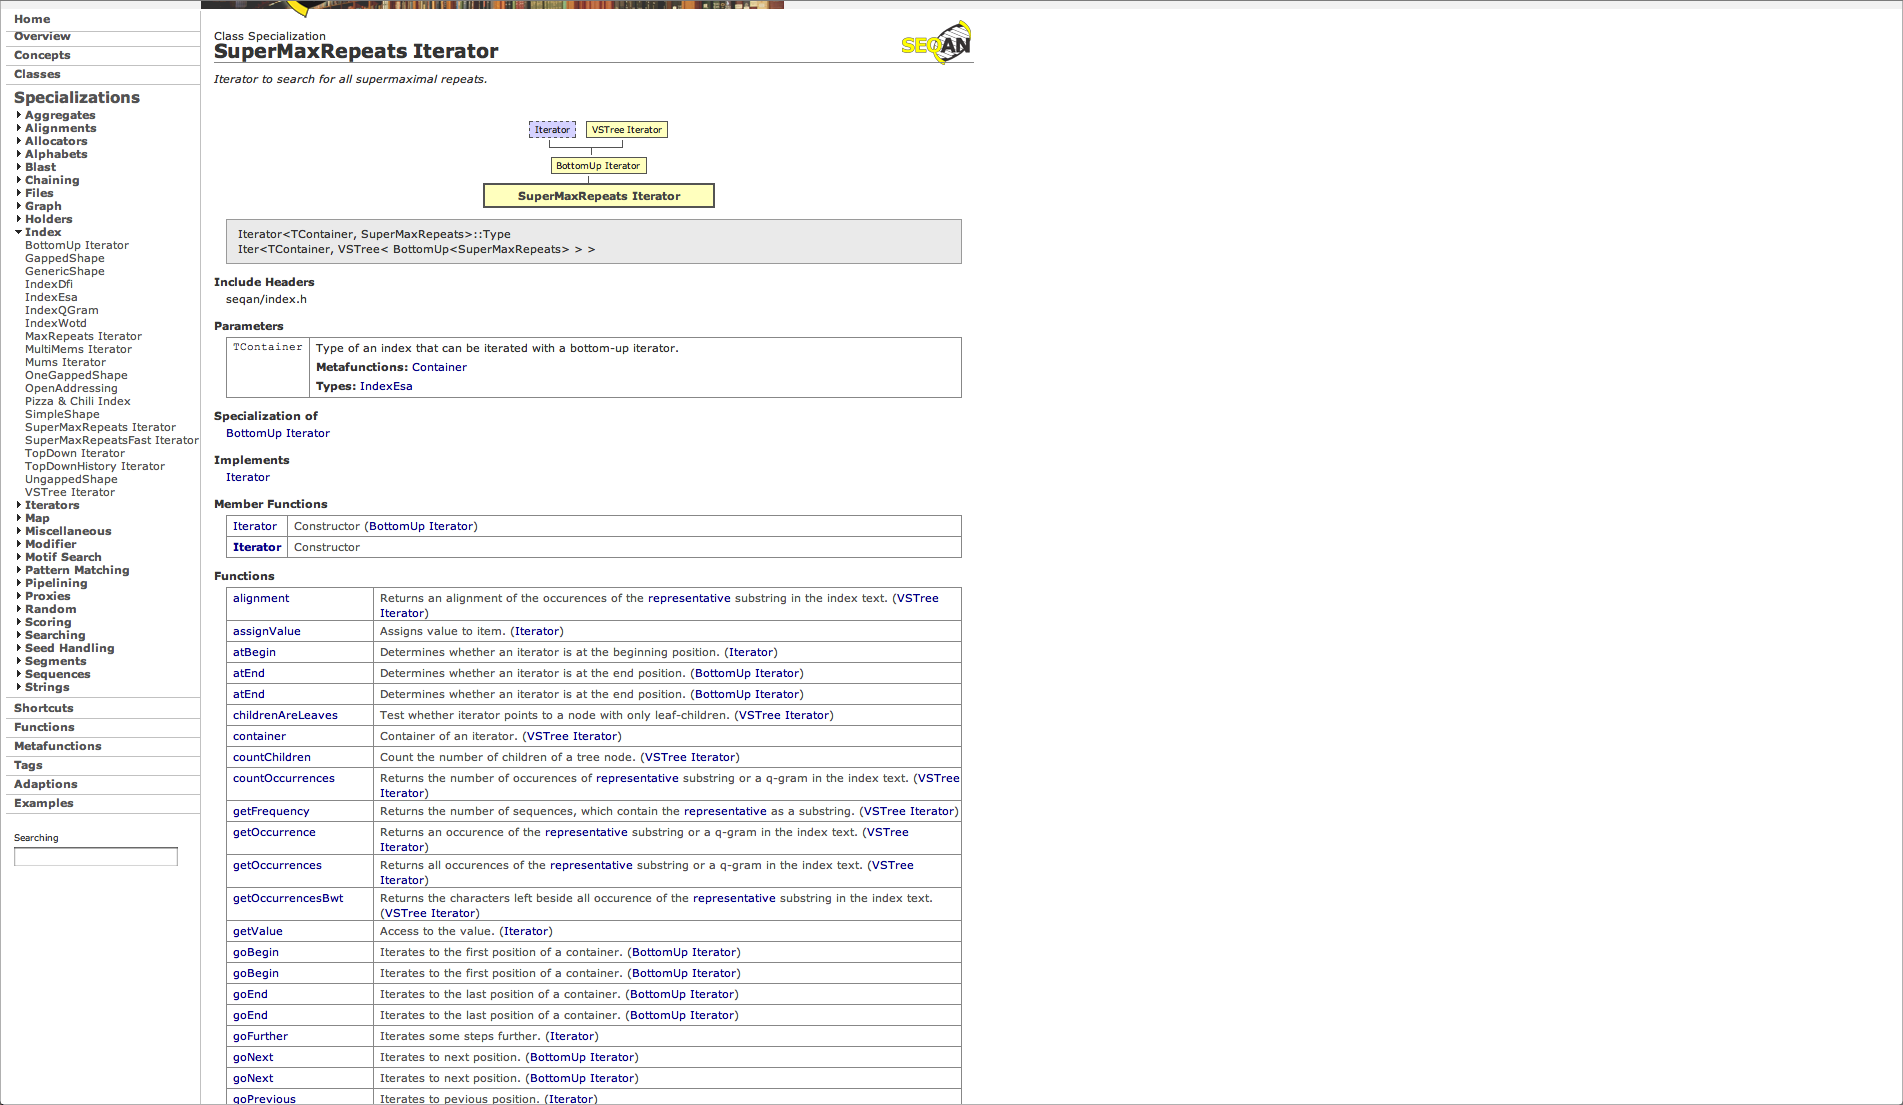 Home
Overview
Concepts
Classes
Specializations
Aggregates
Alignments
Allocators
Alphabets
Blast
Chaining
Files
Graph
Holders
Index
BottomUp Iterator
GappedShape
GenericShape
IndexDfi
IndexEsa
IndexQGram
IndexWotd
MaxRepeats Iterator
MultiMems Iterator
Mums Iterator
OneGappedShape
OpenAddressing
Pizza & Chili Index
SimpleShape
SuperMaxRepeats Iterator
SuperMaxRepeatsFast Iterator
TopDown Iterator
TopDownHistory Iterator
UngappedShape
VSTree Iterator
Iterators
Map
Miscellaneous
Modifier
Motif Search
Pattern Matching
Pipelining
Proxies
Random
Scoring
Searching
Seed Handling
Segments
Sequences
Strings
Shortcuts
Functions
Metafunctions
Tags
Adaptions
Examples
Searching
Class Specialization
SuperMaxRepeats Iterator
SEQAN
Iterator to search for all supermaximal repeats.
Iterator VSTree Iterator
BottomUp Iterator
SuperMaxRepeats Iterator
Iterator<TContainer, SuperMaxRepeats>::Type
Iter<TContainer, VSTree< BottomUp<SuperMaxRepeats> > >
Include Headers
seqan/index.h
Parameters
TContainer Type of an index that can be iterated with a bottom-up iterator.
Metafunctions: Container
Types: IndexEsa
Specialization of
BottomUp Iterator
Implements
Iterator
Member Functions
Iterator Constructor (BottomUp Iterator)
Iterator Constructor
Functions
alignment Returns an alignment of the occurences of the representative substring in the index text. (VSTree
Iterator)
assignValue Assigns value to item. (Iterator)
atBegin Determines whether an iterator is at the beginning position. (Iterator)
atEnd Determines whether an iterator is at the end position. (BottomUp Iterator)
atEnd Determines whether an iterator is at the end position. (BottomUp Iterator)
childrenAreLeaves Test whether iterator points to a node with only leaf-children. (VSTree Iterator)
container Container of an iterator. (VSTree Iterator)
countChildren Count the number of children of a tree node. (VSTree Iterator)
countOccurrences Returns the number of occurences of representative substring or a q-gram in the index text. (VSTree
Iterator)
getFrequency Returns the number of sequences, which contain the representative as a substring. (VSTree Iterator)
getOccurrence Returns an occurence of the representative substring or a q-gram in the index text. (VSTree
Iterator)
getOccurrences Returns all occurences of the representative substring or a q-gram in the index text. (VSTree
Iterator)
getOccurrencesBwt Returns the characters left beside all occurence of the representative substring in the index text.
(VSTree Iterator)
getValue Access to the value. (Iterator)
goBegin Iterates to the first position of a container. (BottomUp Iterator)
goBegin Iterates to the first position of a container. (BottomUp Iterator)
goEnd Iterates to the last position of a container. (BottomUp Iterator)
goEnd Iterates to the last position of a container. (BottomUp Iterator)
goFurther Iterates some steps further. (Iterator)
goNext Iterates to next position. (BottomUp Iterator)
goNext Iterates to next position. (BottomUp Iterator)
goPrevious Iterates to pevious position. (Iterator)